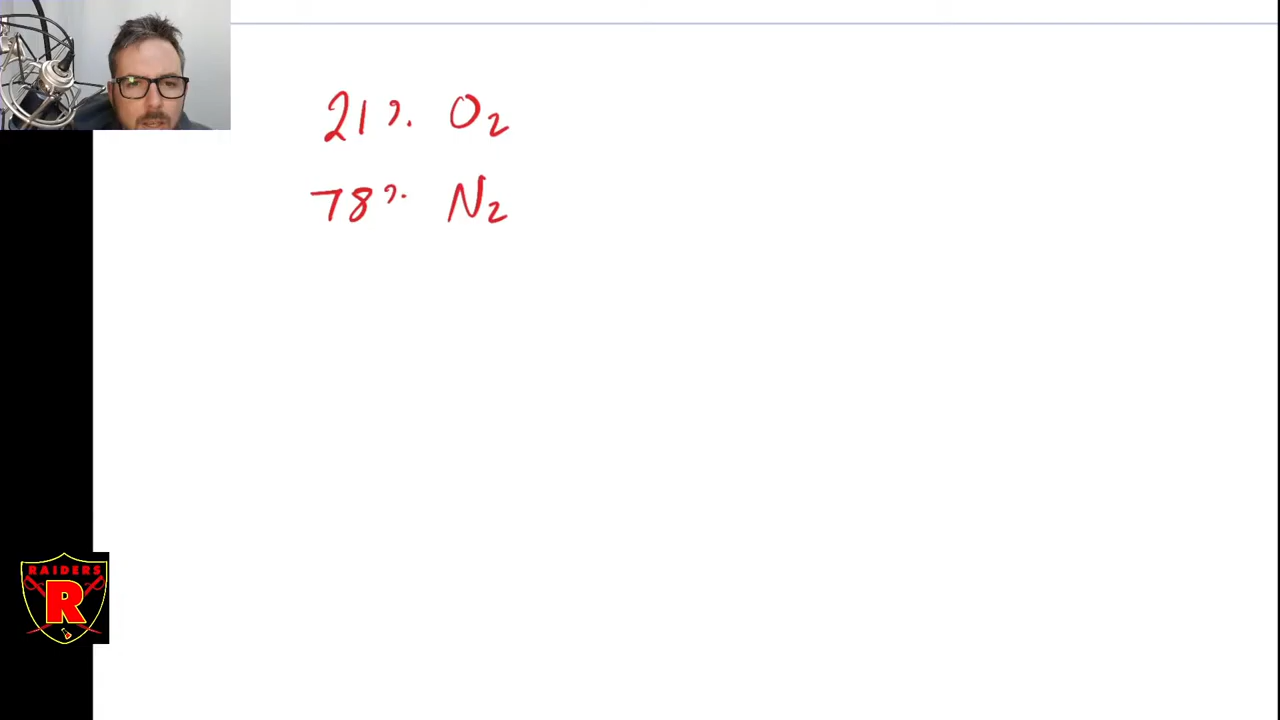 21% O₂
78% N₂
RAIDERS
R